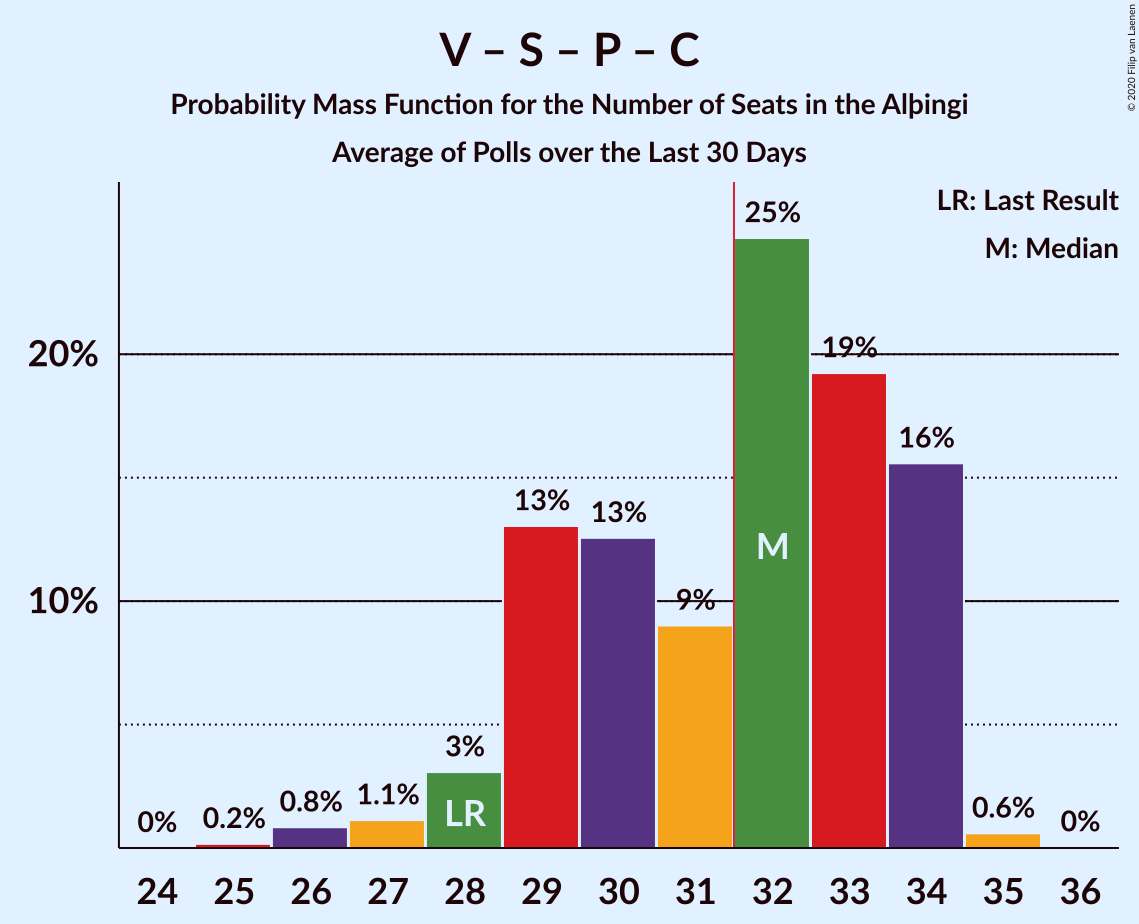 V – S – P – C
Probability Mass Function for the Number of Seats in the Alþingi
Average of Polls over the Last 30 Days
© 2020 Filip van Laenen
LR: Last Result
M: Median
20%
10%
0%
0.2%
0.8%
1.1%
3%
13%
13%
9%
25%
19%
16%
0.6%
0%
LR
M
24 25 26 27 28 29 30 31 32 33 34 35 36